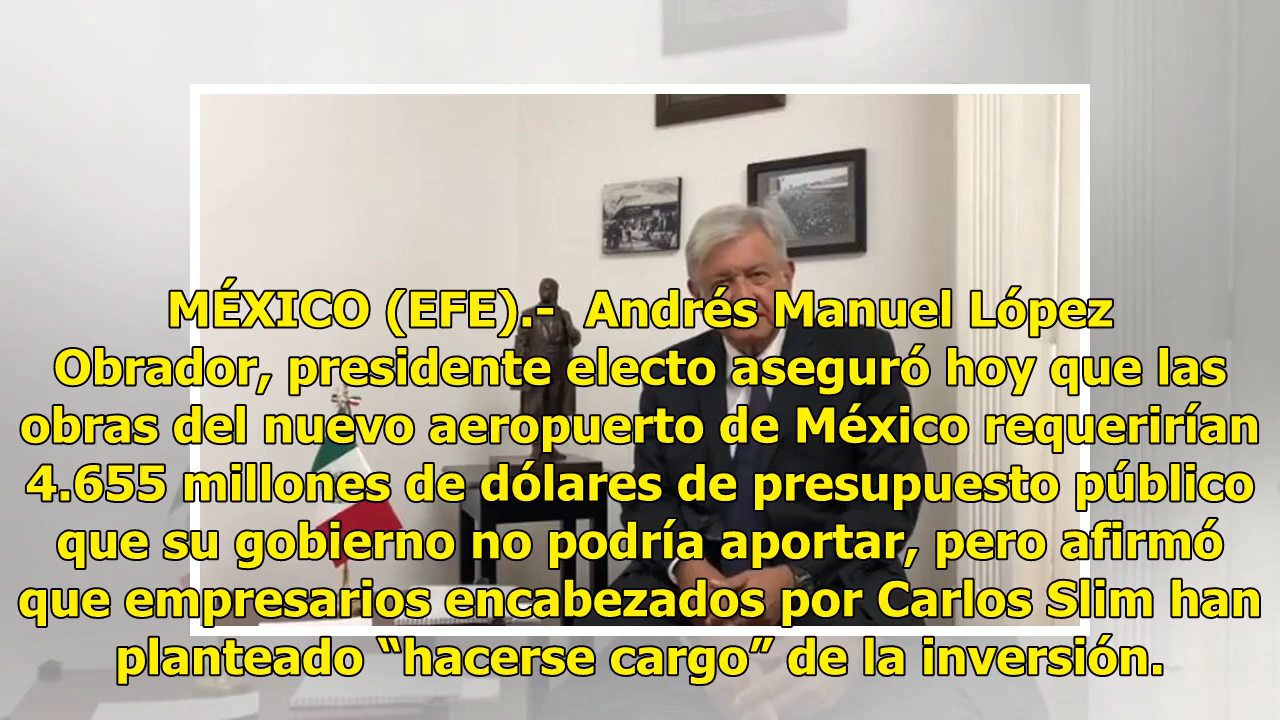 MÉXICO (EFE).-  Andrés Manuel López
Obrador, presidente electo aseguró hoy que las
obras del nuevo aeropuerto de México requerirían
4.655 millones de dólares de presupuesto público
que su gobierno no podría aportar, pero afirmó
que empresarios encabezados por Carlos Slim han
planteado “hacerse cargo” de la inversión.